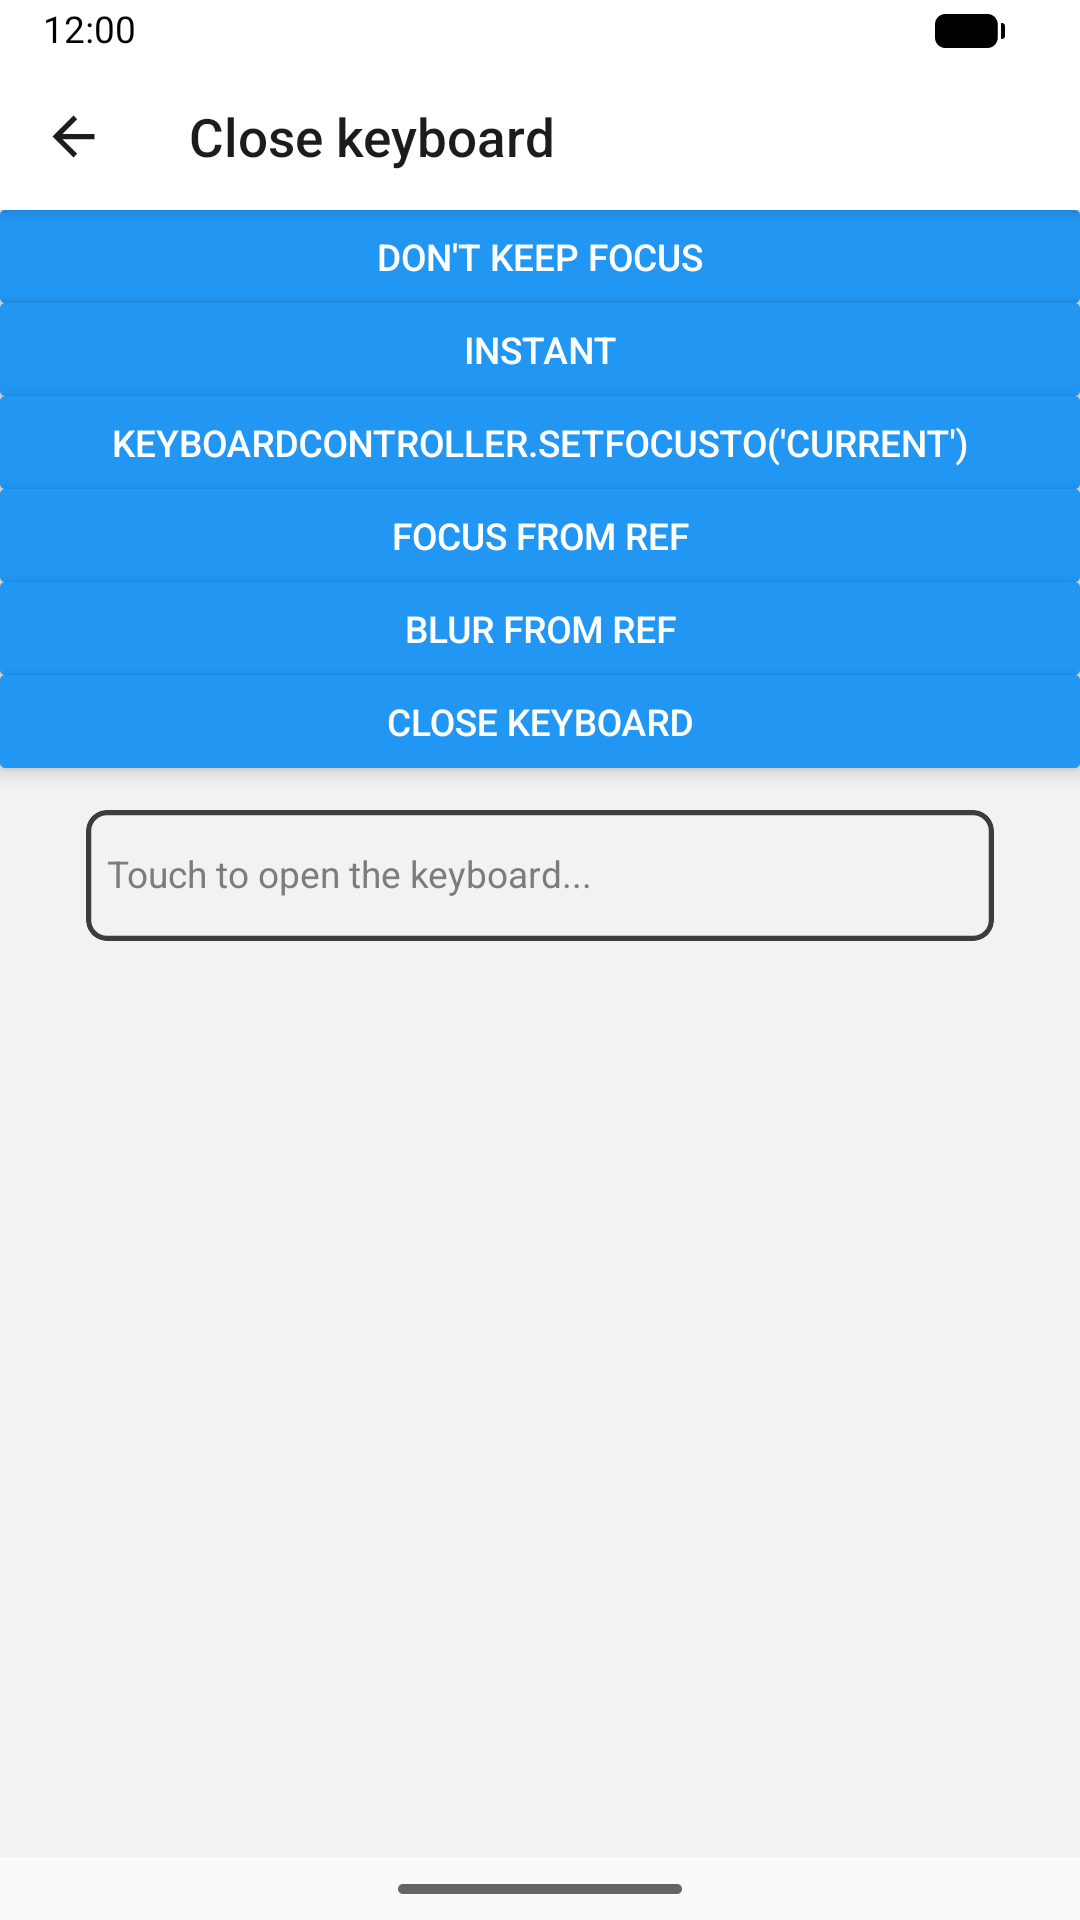 12:00
Close keyboard
DON'T KEEP FOCUS
INSTANT
KEYBOARDCONTROLLER.SETFOCUSTO('CURRENT')
FOCUS FROM REF
BLUR FROM REF
CLOSE KEYBOARD
Touch to open the keyboard...